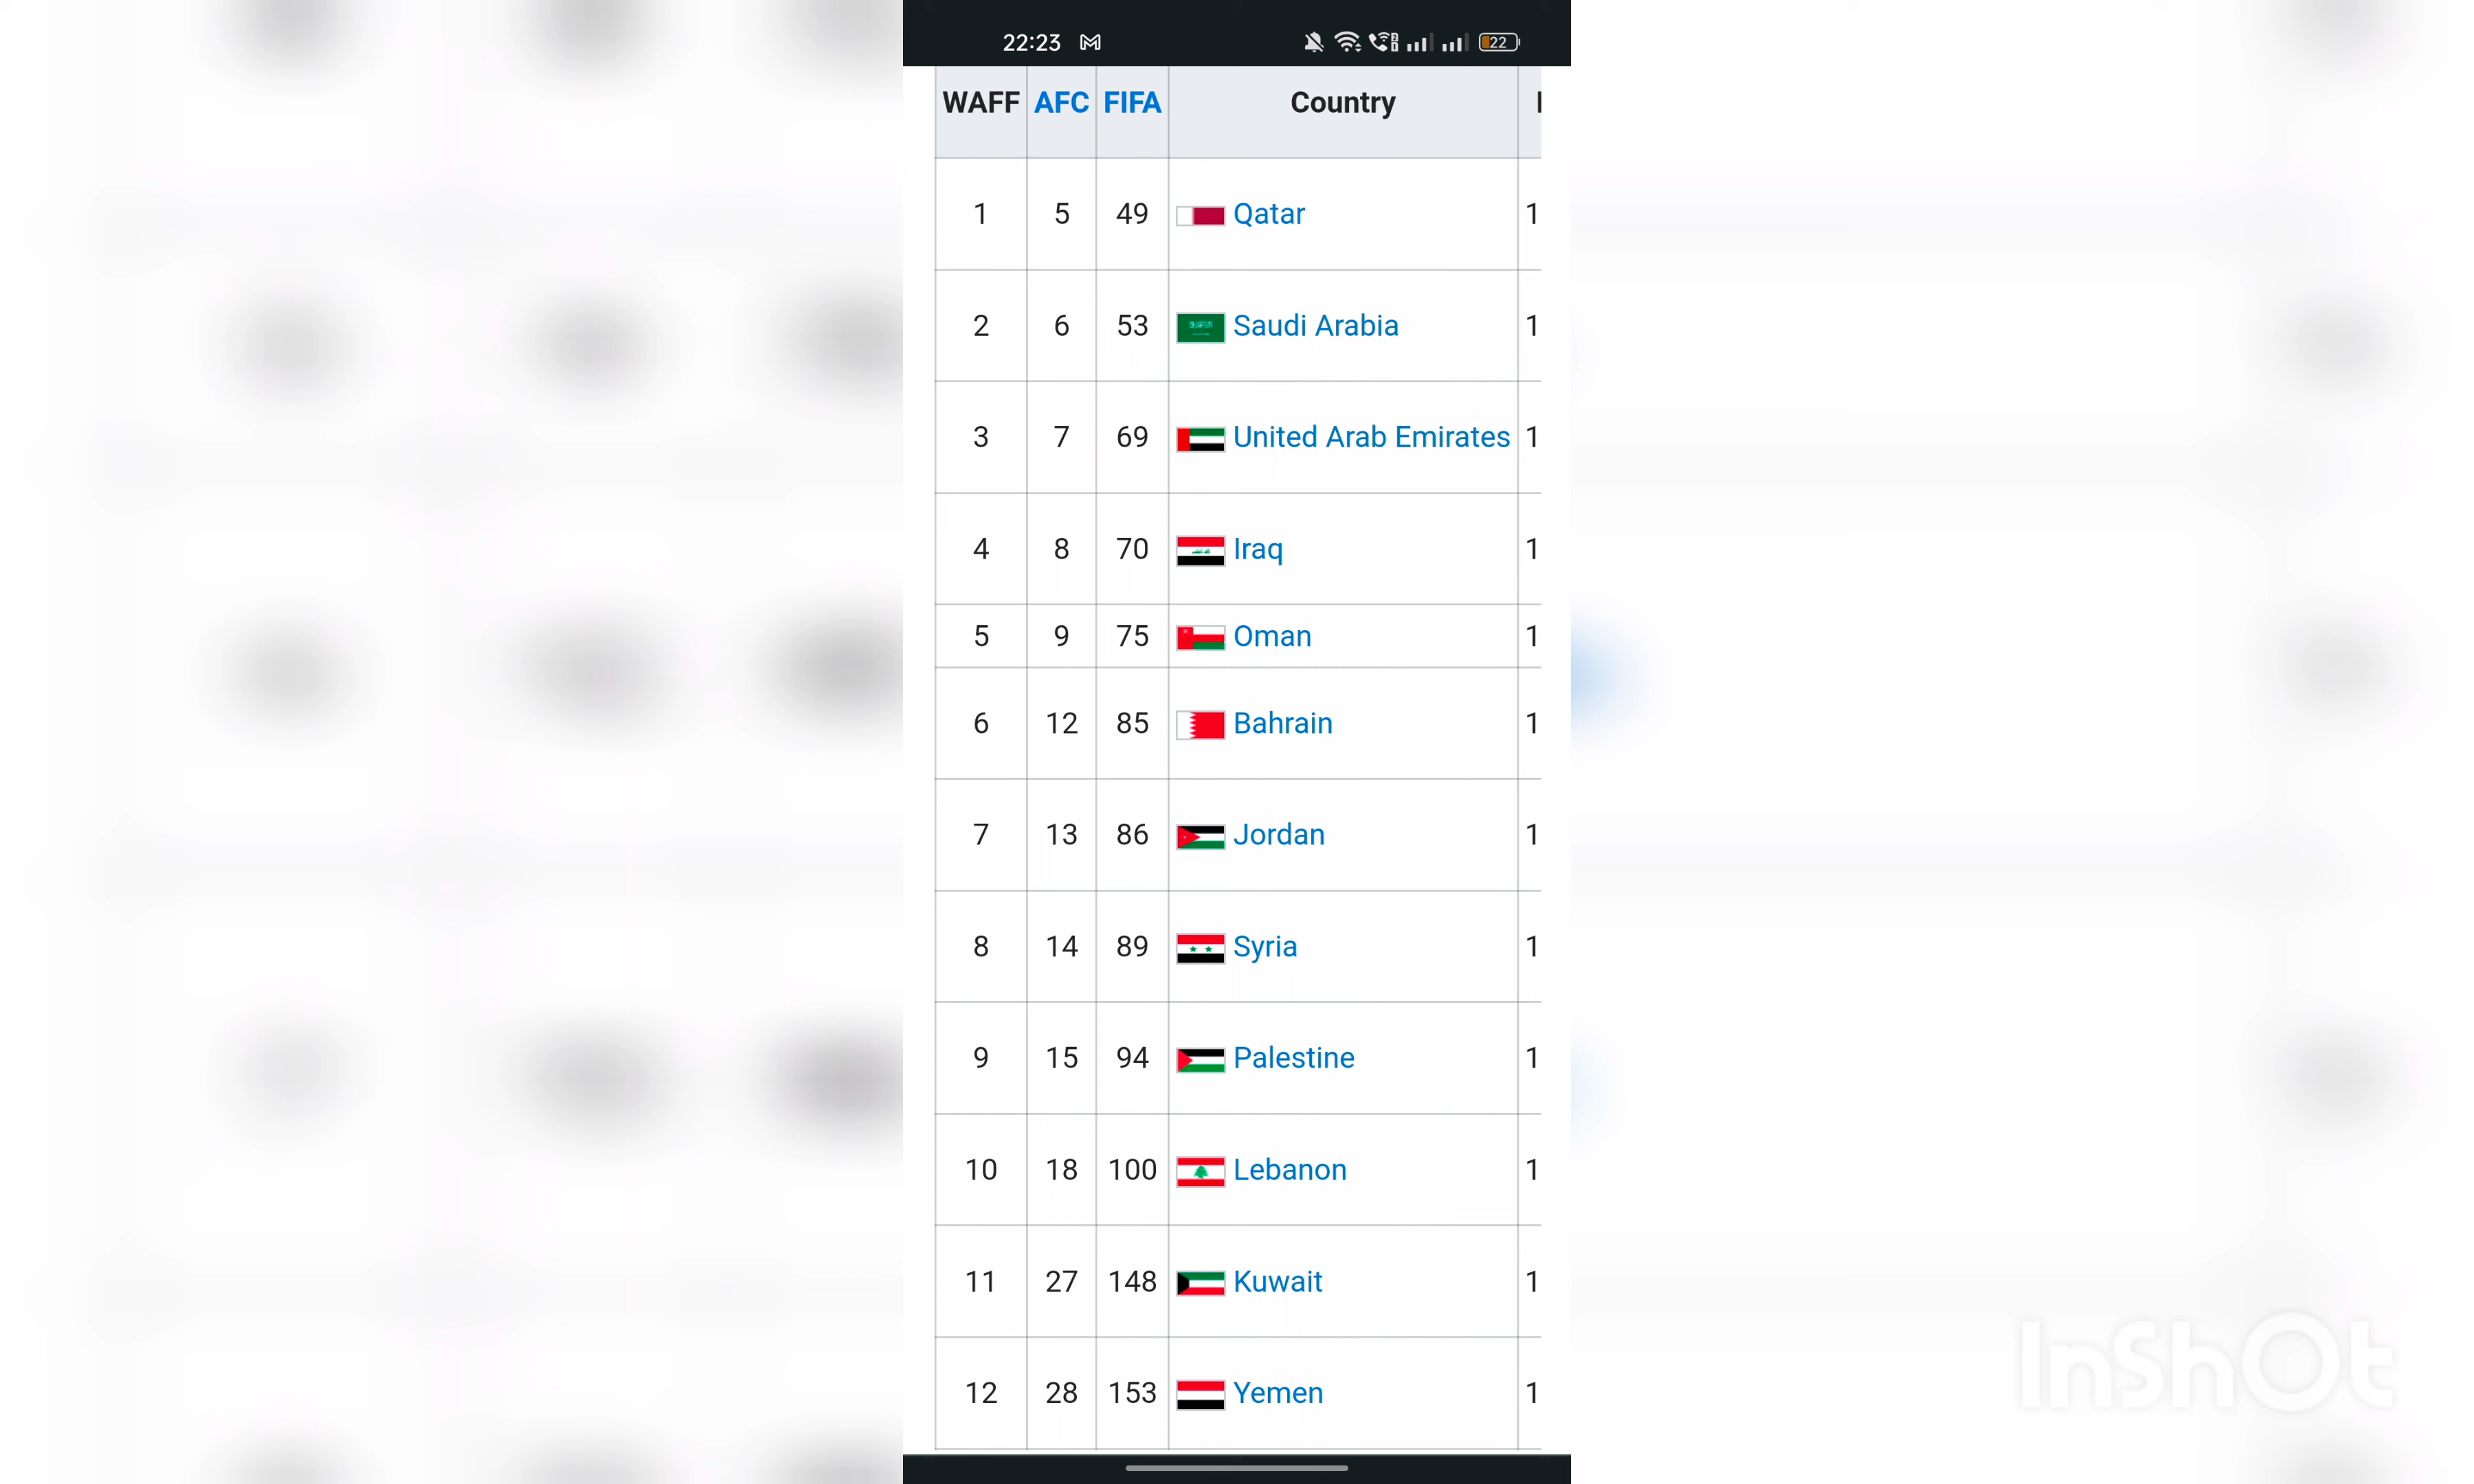 22:23 22
WAFF AFC FIFA Country
1 5 49 Qatar 1
2 6 53 Saudi Arabia 1
3 7 69 United Arab Emirates 1
4 8 70 Iraq 1
5 9 75 Oman 1
6 12 85 Bahrain 1
7 13 86 Jordan 1
8 14 89 Syria 1
9 15 94 Palestine 1
10 18 100 Lebanon 1
11 27 148 Kuwait 1
12 28 153 Yemen 1
InShOt